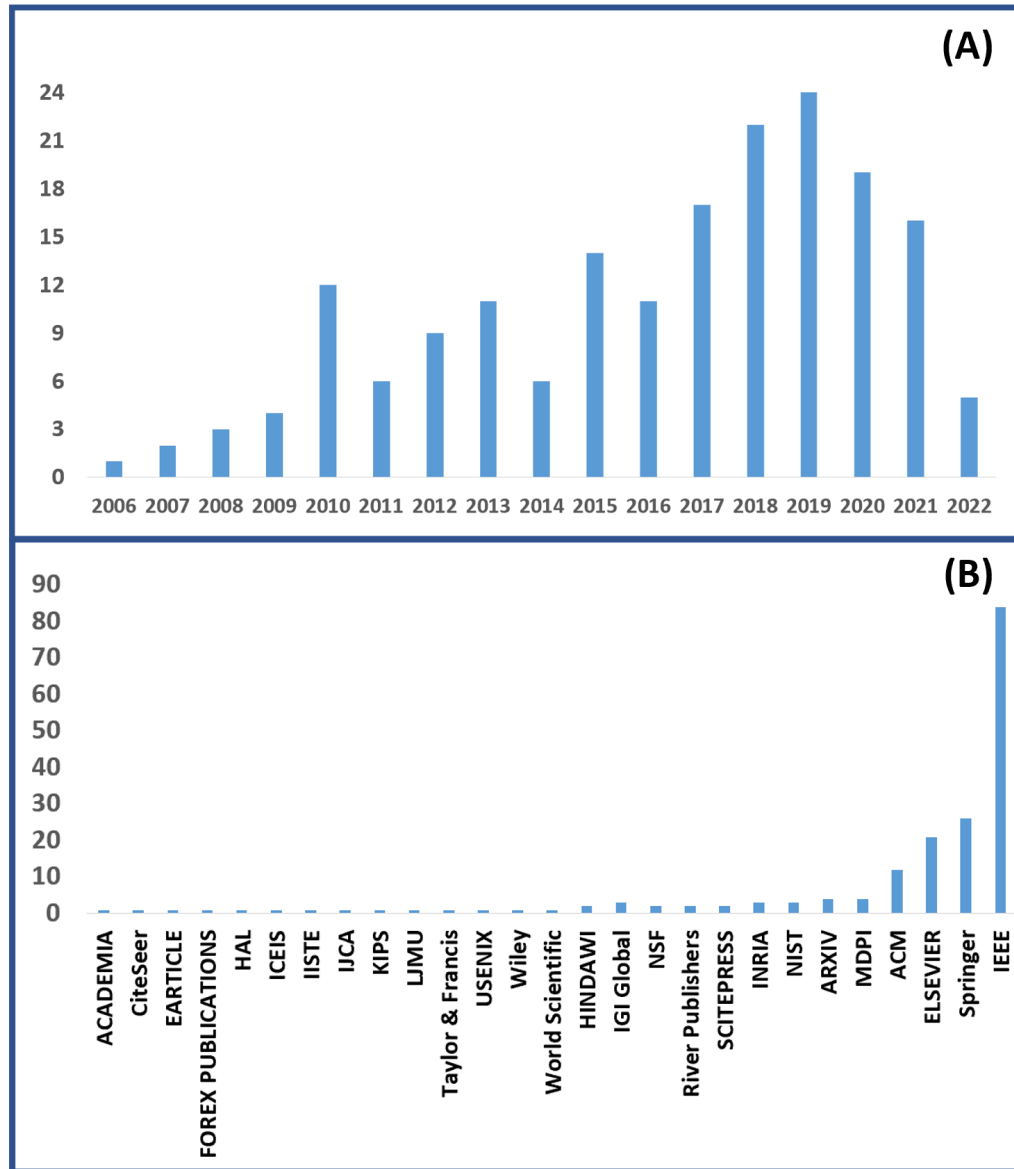 (A)
24
21
18
15
12
9
6
3
0
2006 2007 2008 2009 2010 2011 2012 2013 2014 2015 2016 2017 2018 2019 2020 2021 2022
(B)
90
80
70
60
50
40
30
20
10
0
ACADEMIA
CiteSeer
EARTICLE
FOREX PUBLICATIONS
HAL
ICEIS
IISTE
IJCA
KIPS
LJMU
Taylor & Francis
USENIX
Wiley
World Scientific
HINDAWI
IGI Global
NSF
River Publishers
SCITEPRESS
INRIA
NIST
ARXIV
MDPI
ACM
ELSEVIER
Springer
IEEE